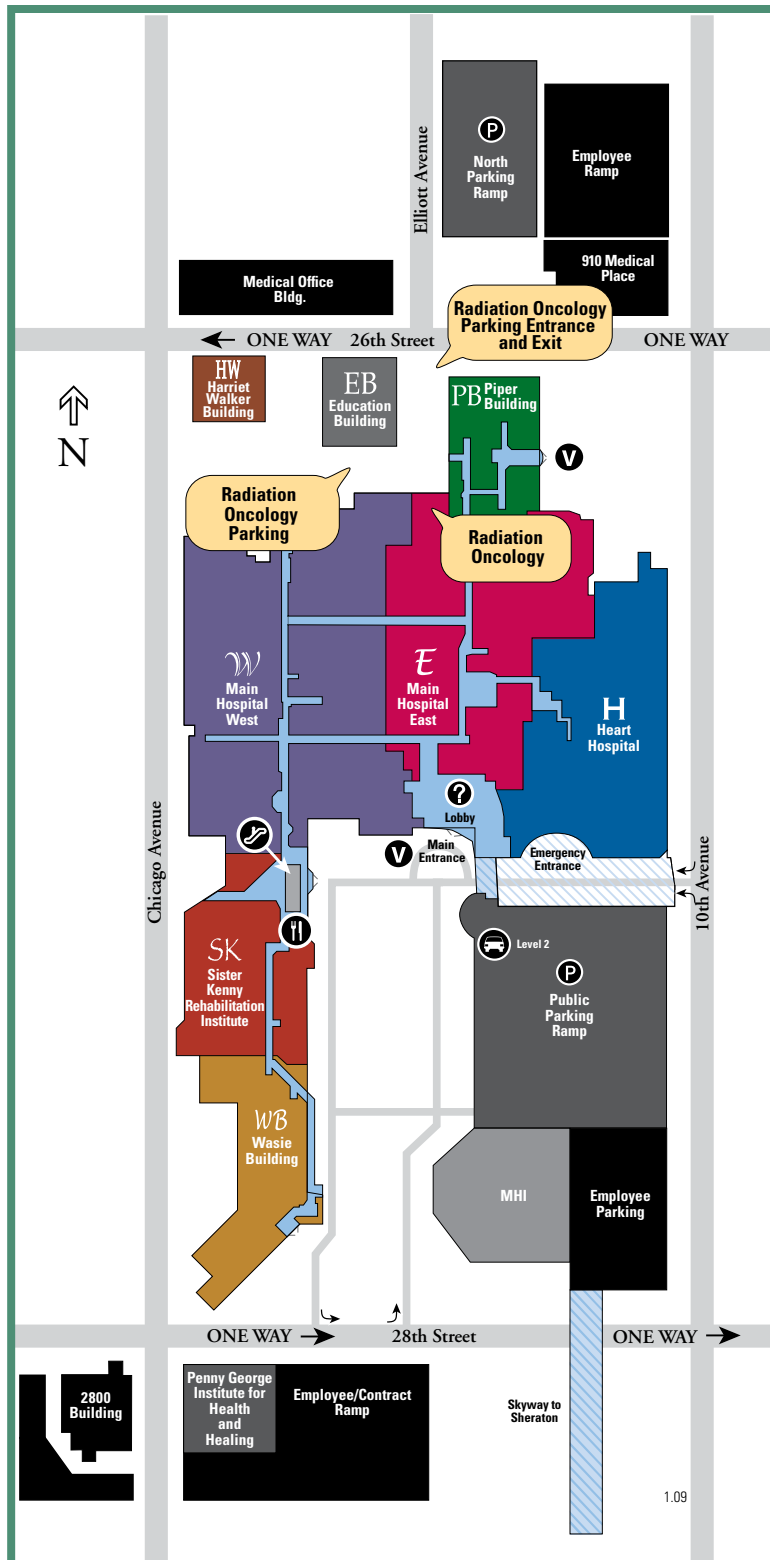 Elliott Avenue
P
North
Parking
Ramp
Employee
Ramp
910 Medical
Place
Medical Office
Bldg.
Radiation Oncology
Parking Entrance
and Exit
ONE WAY
26th Street
ONE WAY
HW
Harriet
Walker
Building
EB
Education
Building
PB Piper
Building
N
V
Radiation
Oncology
Parking
Radiation
Oncology
W
Main
Hospital
West
E
Main
Hospital
East
H
Heart
Hospital
?
Lobby
V
Main
Entrance
Emergency
Entrance
Chicago Avenue
10th Avenue
SK
Sister
Kenny
Rehabilitation
Institute
Level 2
P
Public
Parking
Ramp
WB
Wasie
Building
MHI
Employee
Parking
ONE WAY
28th Street
ONE WAY
2800
Building
Penny George
Institute for
Health
and
Healing
Employee/Contract
Ramp
Skyway to
Sheraton
1.09